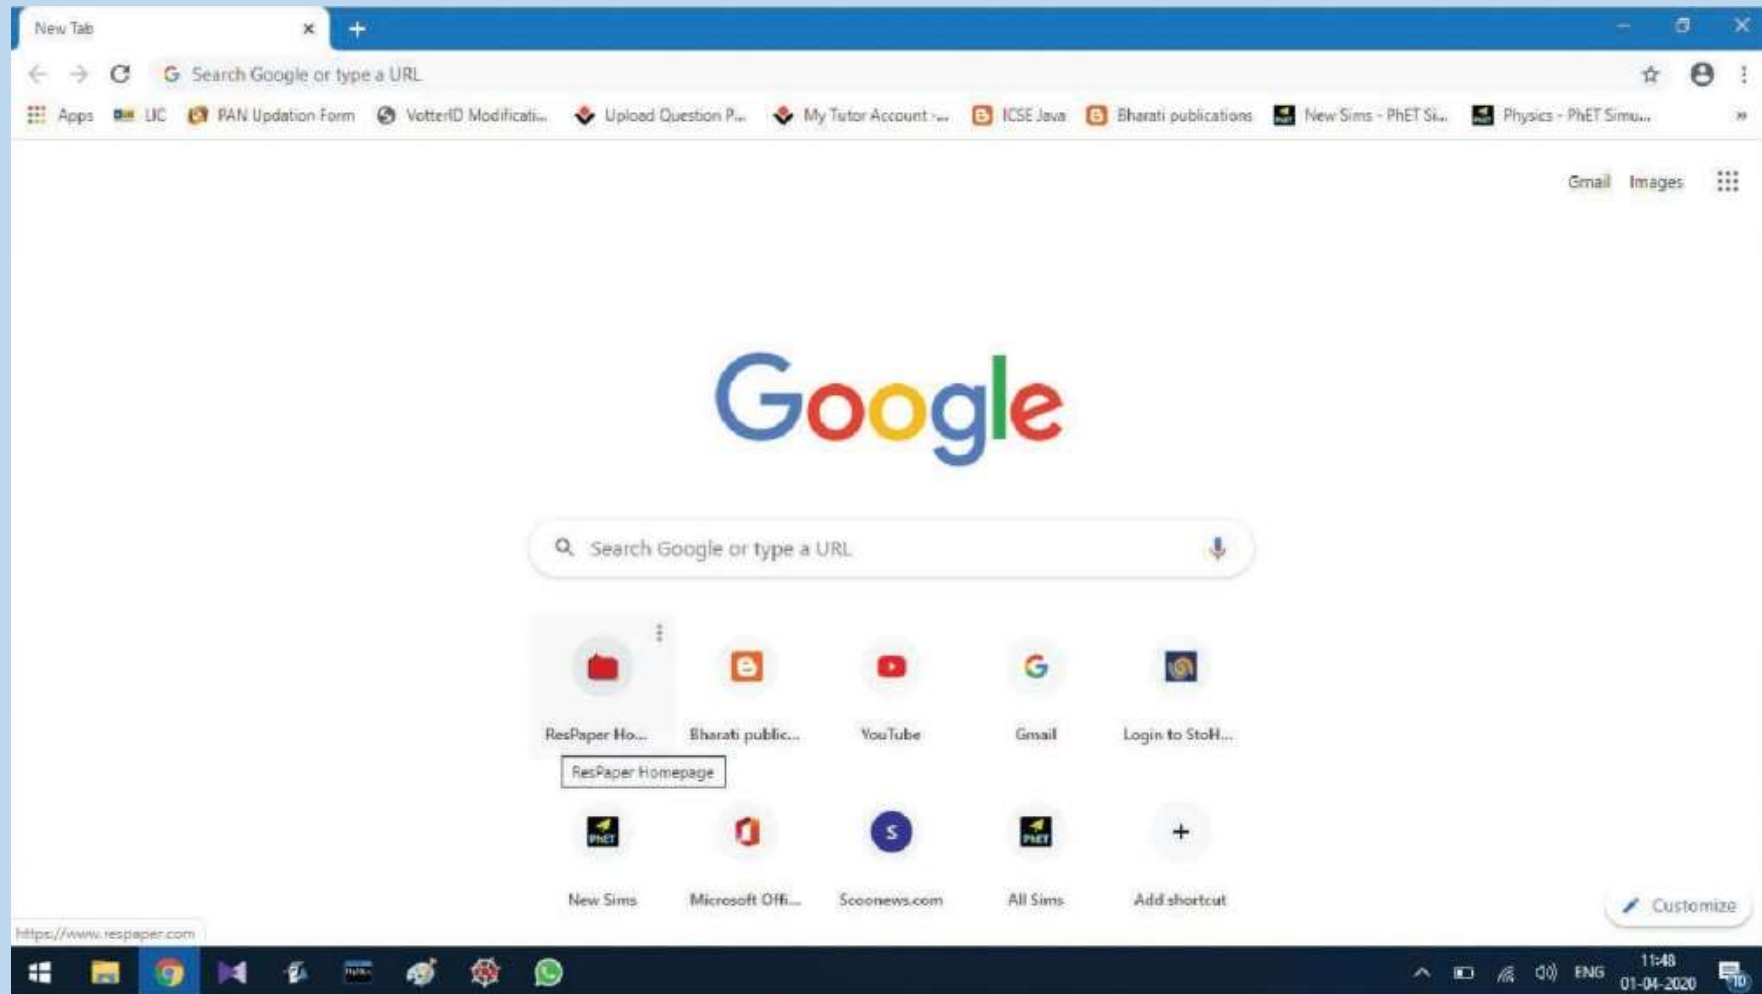 New Tab
Search Google or type a URL
Apps LIC PAN Updation Form VotterID Modificati... Upload Question P... My Tutor Account -... ICSE Java Bharati publications New Sims - PhET Si... Physics - PhET Simu...
Gmail Images
Google
Search Google or type a URL
ResPaper Ho... Bharati public... YouTube Gmail Login to StoH...
ResPaper Homepage
New Sims Microsoft Offi... Scoonews.com All Sims Add shortcut
Customize
https://www.respaper.com
ENG 11:48
01-04-2020
10